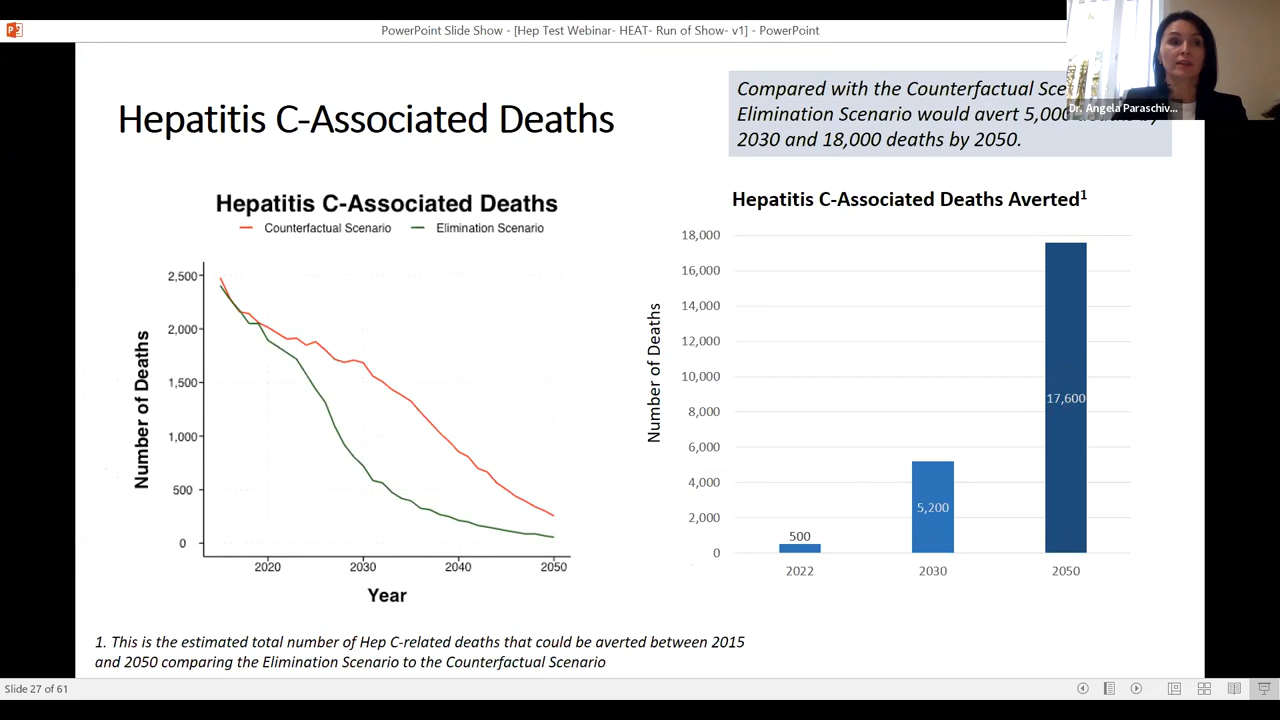 PowerPoint Slide Show - [Hep Test Webinar- HEAT- Run of Show- v1] - PowerPoint
Dr. Angela Paraschiv...
Hepatitis C-Associated Deaths
Compared with the Counterfactual
Elimination Scenario would avert 5,000
2030 and 18,000 deaths by 2050.
Hepatitis C-Associated Deaths
Counterfactual Scenario Elimination Scenario
Number of Deaths
2,500
2,000
1,500
1,000
500
0
2020 2030 2040 2050
Year
Hepatitis C-Associated Deaths Averted¹
Number of Deaths
18,000
16,000
14,000
12,000
10,000
8,000
6,000
4,000
2,000
0
500
5,200
17,600
2022 2030 2050
1. This is the estimated total number of Hep C-related deaths that could be averted between 2015
and 2050 comparing the Elimination Scenario to the Counterfactual Scenario
Slide 27 of 61